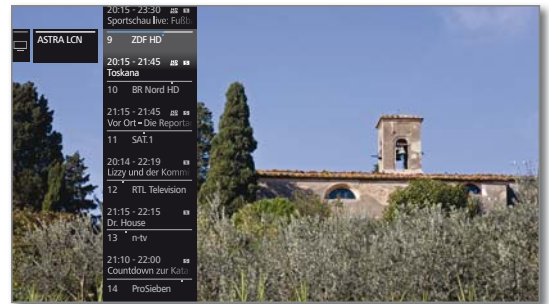 20:15 - 23:30
Sportschau live: Fußb
ASTRA LCN
9 ZDF HD
20:15 - 21:45
Toskana
10 BR Nord HD
21:15 - 21:45
Vor Ort - Die Reporta
11 SAT.1
20:14 - 22:19
Lizzy und der Kommi
12 RTL Television
21:15 - 22:15
Dr. House
13 n-tv
21:10 - 22:00
Countdown zur Kata
14 ProSieben